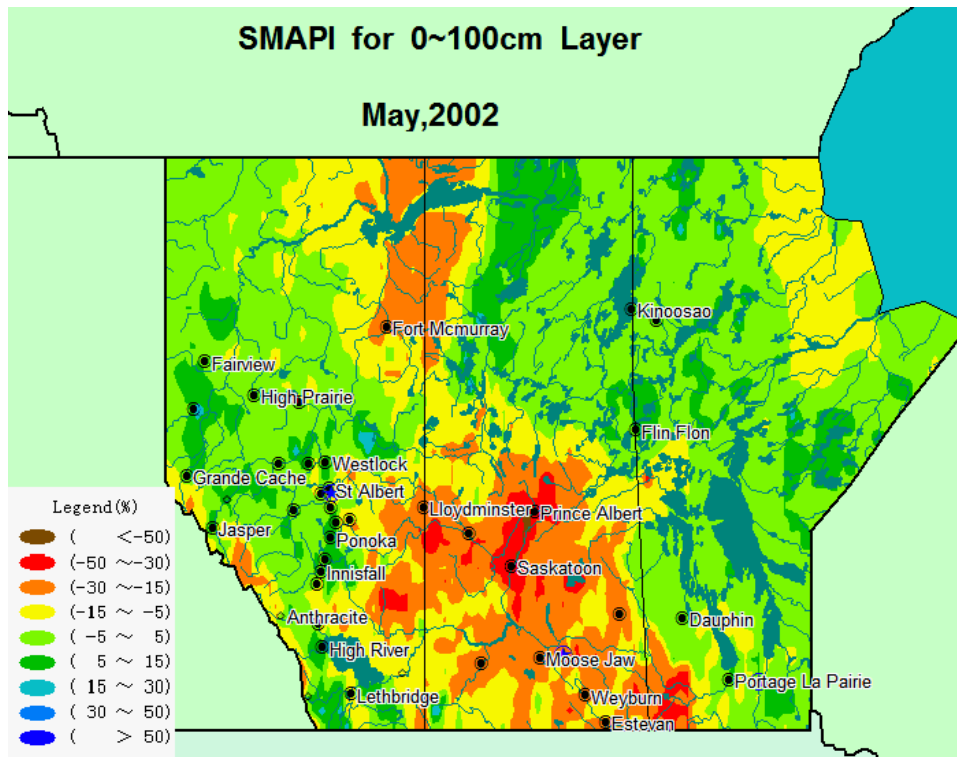 SMAPI for 0~100cm Layer
May,2002
Kinoosao
Fort Mcmurray
Fairview
High Prairie
Flin Flon
Westlock
Grande Cache
St Albert
Lloydminster
Prince Albert
Jasper
Ponoka
Saskatoon
Innisfall
Anthracite
Dauphin
High River
Moose Jaw
Portage La Pairie
Lethbridge
Weyburn
Estevan
Legend(%)
( <-50)
(-50 ~-30)
(-30 ~-15)
(-15 ~ -5)
( -5 ~ 5)
( 5 ~ 15)
( 15 ~ 30)
( 30 ~ 50)
( > 50)